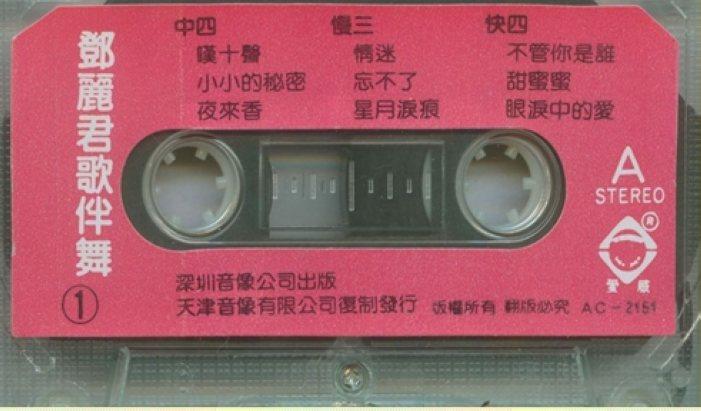 鄧麗君歌伴舞
①
中四
嘆十聲
小小的秘密
夜來香
慢三
情迷
忘不了
星月淚痕
快四
不管你是誰
甜蜜蜜
眼淚中的愛
A
STEREO
®
愛威
深圳音像公司出版
天津音像有限公司復制發行 版權所有 翻版必究 AC-2151